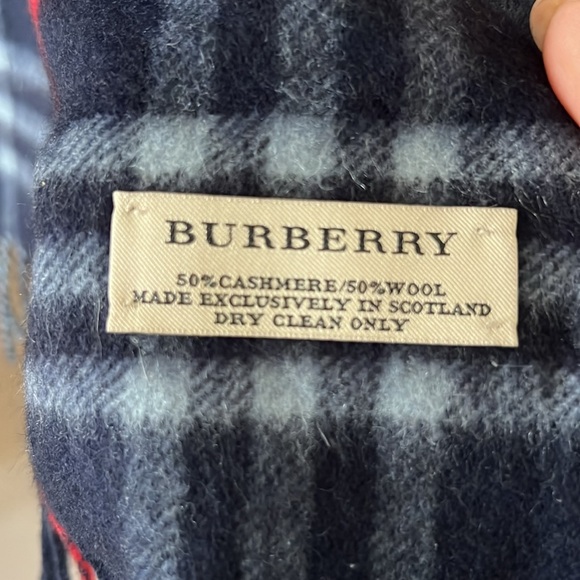 BURBERRY
50%CASHMERE/50%WOOL
MADE EXCLUSIVELY IN SCOTLAND
DRY CLEAN ONLY